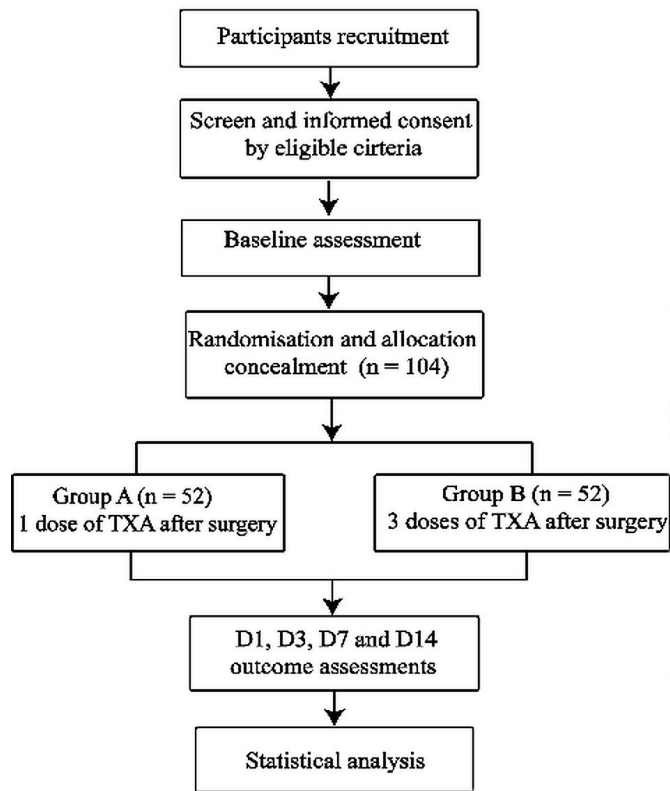 Participants recruitment
Screen and informed consent
by eligible cirteria
Baseline assessment
Randomisation and allocation
concealment (n = 104)
Group A (n = 52)
1 dose of TXA after surgery
Group B (n = 52)
3 doses of TXA after surgery
D1, D3, D7 and D14
outcome assessments
Statistical analysis